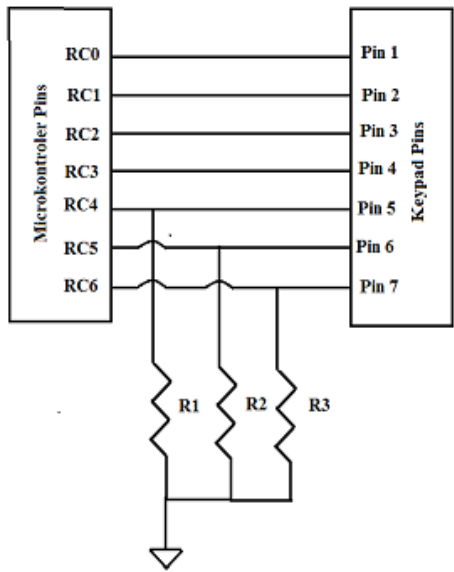 Microkontroler Pins
RC0
RC1
RC2
RC3
RC4
RC5
RC6
Pin 1
Pin 2
Pin 3
Pin 4
Pin 5
Pin 6
Pin 7
Keypad Pins
R1
R2
R3